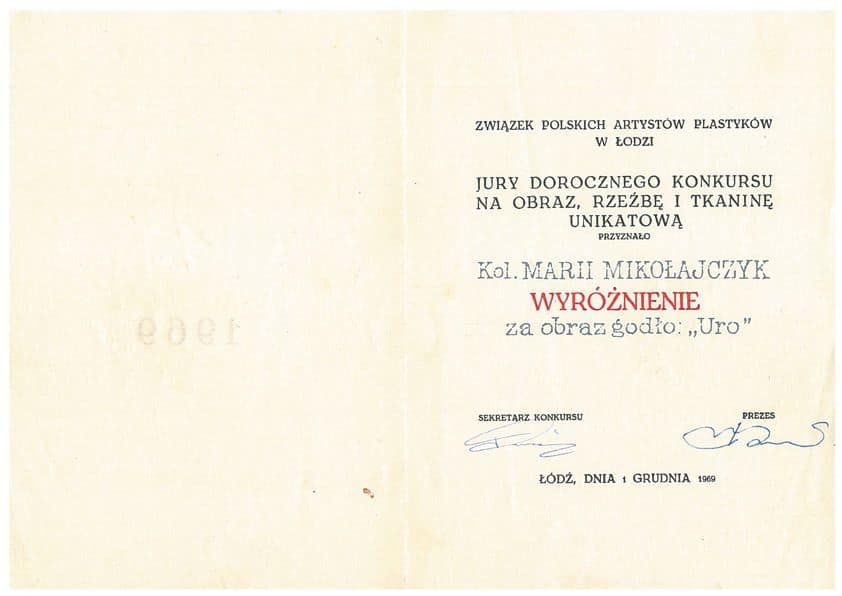 ZWIĄZEK POLSKICH ARTYSTÓW PLASTYKÓW
W ŁODZI
JURY DOROCZNEGO KONKURSU
NA OBRAZ, RZEŹBĘ I TKANINĘ
UNIKATOWĄ
PRZYZNAŁO
Kol. MARII MIKOŁAJCZYK
WYRÓŻNIENIE
za obraz godło: „Uro”
SEKRETARZ KONKURSU
PREZES
ŁÓDŹ, DNIA 1 GRUDNIA 1969
1969